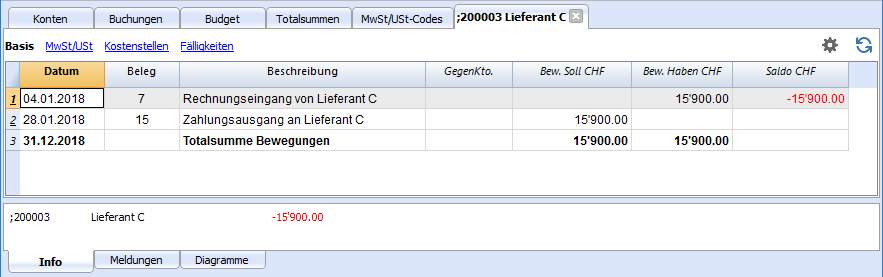 Konten Buchungen Budget Totalsummen MwSt/USt-Codes ;200003 Lieferant C
Basis MwSt/USt Kostenstellen Fälligkeiten
Datum Beleg Beschreibung GegenKto. Bew. Soll CHF Bew. Haben CHF Saldo CHF
1 04.01.2018 7 Rechnungseingang von Lieferant C 15'900.00 -15'900.00
2 28.01.2018 15 Zahlungsausgang an Lieferant C 15'900.00
3 31.12.2018 Totalsumme Bewegungen 15'900.00 15'900.00
;200003 Lieferant C -15'900.00
Info Meldungen Diagramme